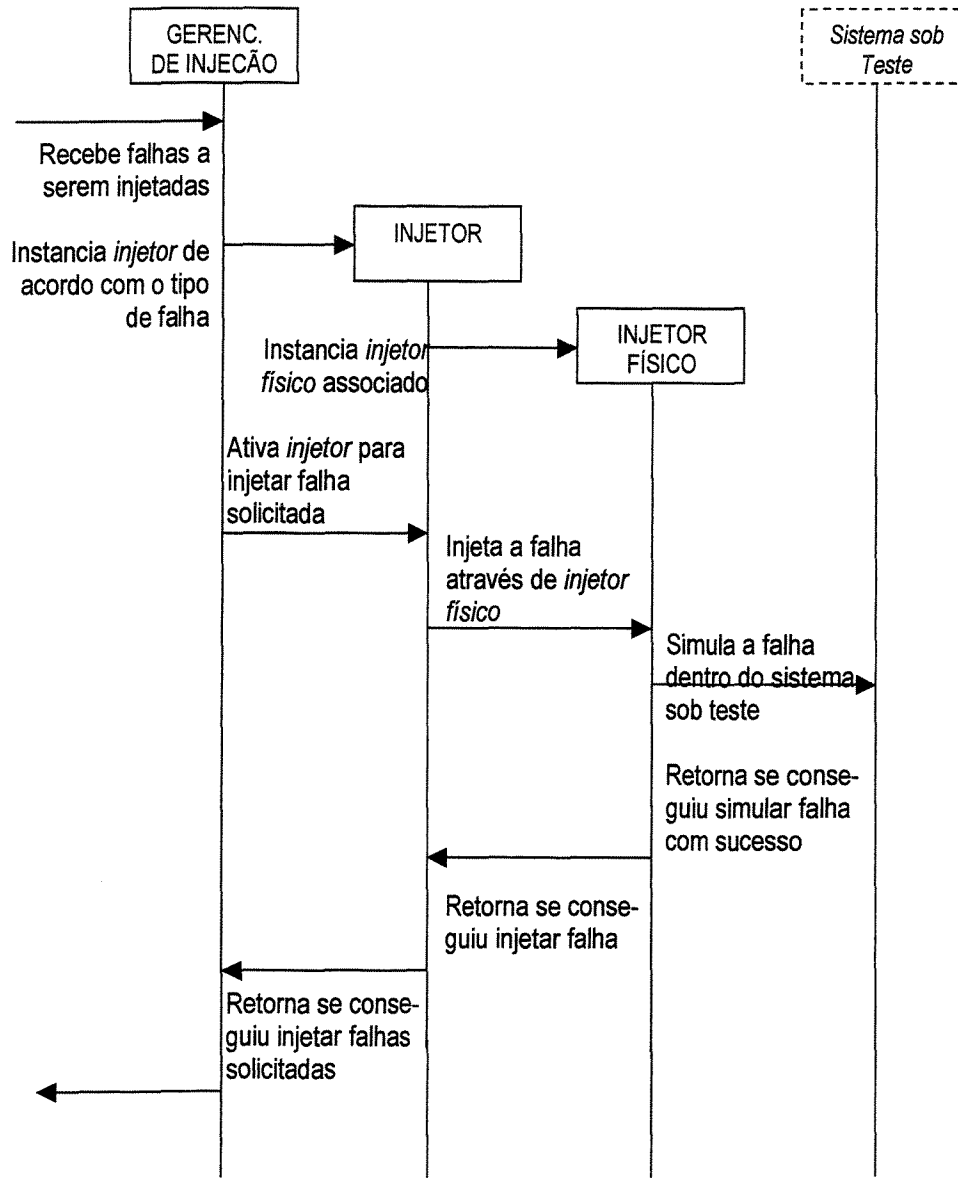 GERENC.
DE INJEÇÃO
Sistema sob
Teste
Recebe falhas a
serem injetadas
INJETOR
Instancia injetor de
acordo com o tipo
de falha
INJETOR
FÍSICO
Instancia injetor
físico associado
Ativa injetor para
injetar falha
solicitada
Injeta a falha
através de injetor
físico
Simula a falha
dentro do sistema
sob teste
Retorna se conse-
guiu simular falha
com sucesso
Retorna se conse-
guiu injetar falha
Retorna se conse-
guiu injetar falhas
solicitadas